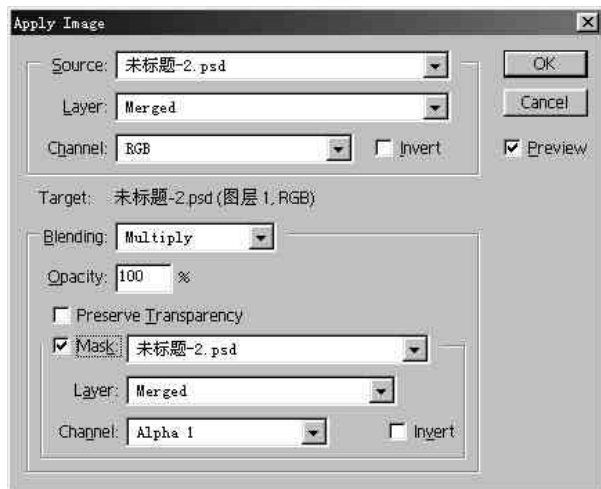 Apply Image
Source: 未标题-2.psd
OK
Layer: Merged
Cancel
Channel: RGB
Invert
Preview
Target: 未标题-2.psd (图层 1, RGB)
Blending: Multiply
Opacity: 100 %
Preserve Transparency
Mask: 未标题-2.psd
Layer: Merged
Channel: Alpha 1
Invert